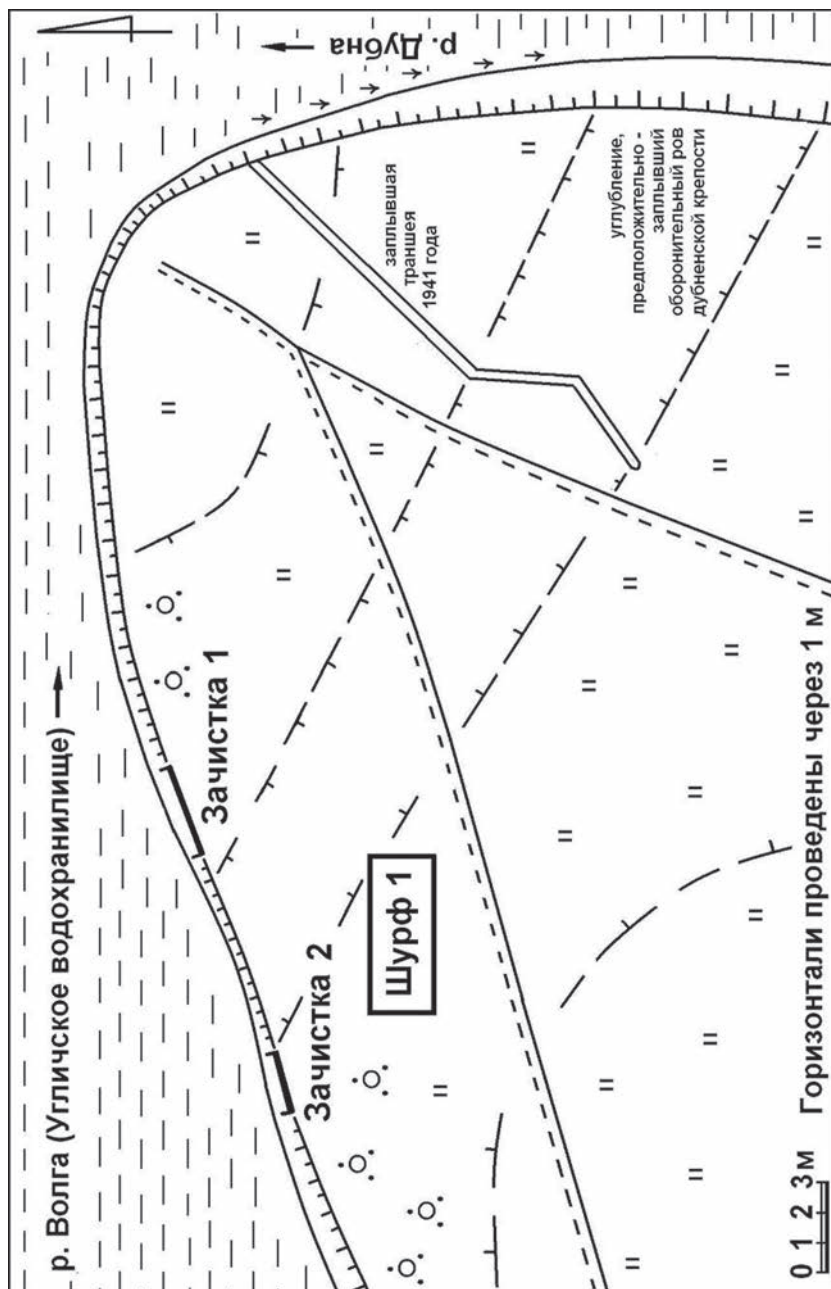 р. Волга (Угличское водохранилище)
р. Дубна
заплывшая
траншея
1941 года
углубление,
предположительно -
заплывший
оборонительный ров
дубненской крепости
Зачистка 1
Зачистка 2
Шурф 1
0 1 2 3м
Горизонтали проведены через 1 м